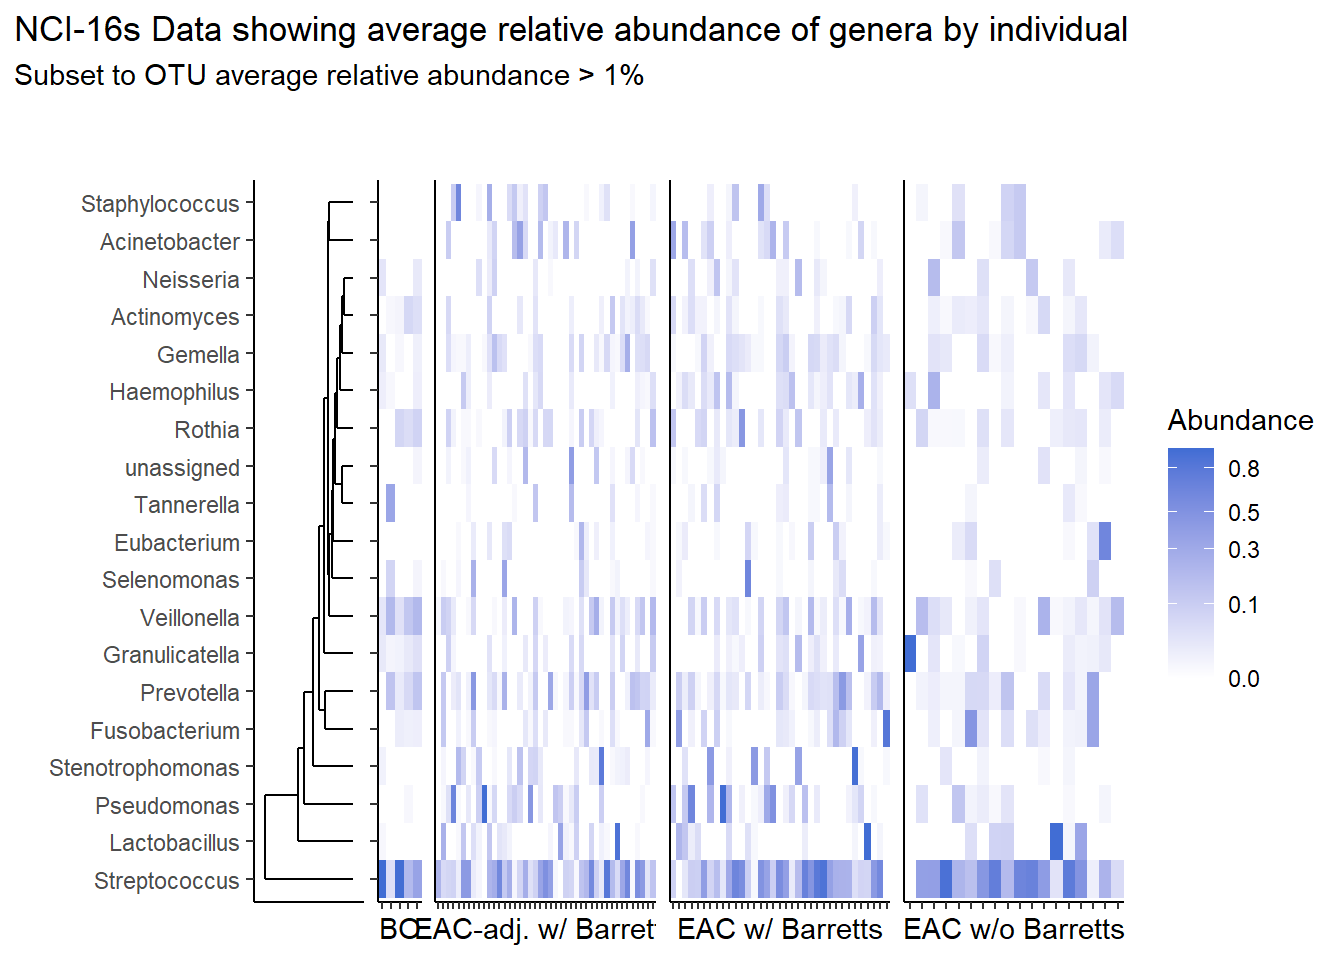 NCI-16s Data showing average relative abundance of genera by individual
Subset to OTU average relative abundance > 1%
Staphylococcus
Acinetobacter
Neisseria
Actinomyces
Gemella
Haemophilus
Rothia
unassigned
Tannerella
Eubacterium
Selenomonas
Veillonella
Granulicatella
Prevotella
Fusobacterium
Stenotrophomonas
Pseudomonas
Lactobacillus
Streptococcus
BO EAC-adj. w/ Barrett EAC w/ Barretts EAC w/o Barretts
Abundance
0.8
0.5
0.3
0.1
0.0